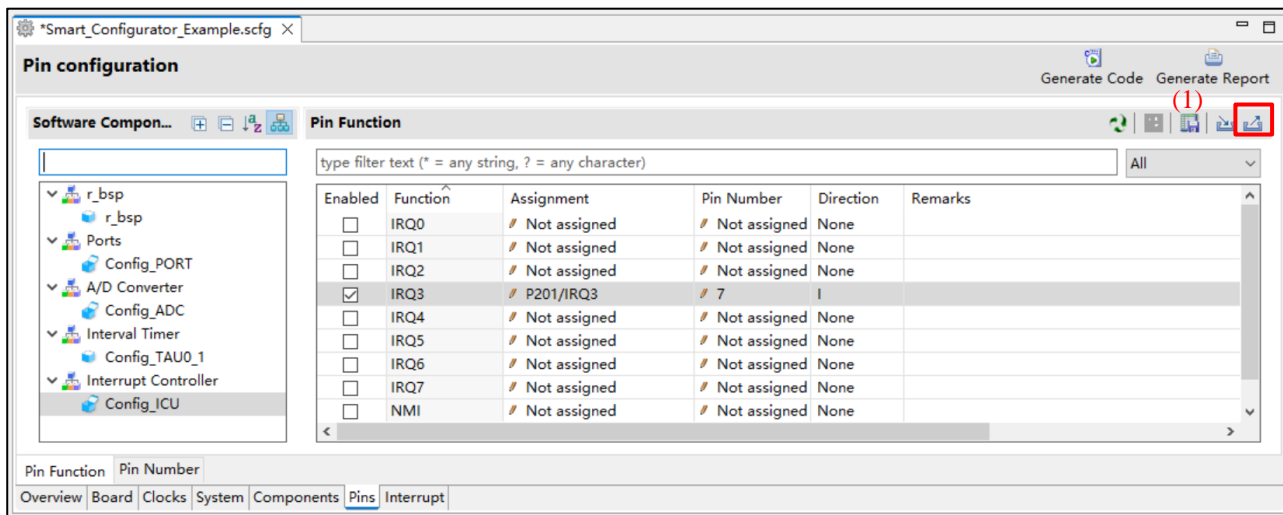 *Smart_Configurator_Example.scfg
Pin configuration
Generate Code Generate Report
(1)
Software Compon... Pin Function
type filter text (* = any string, ? = any character) All
r_bsp
r_bsp
Ports
Config_PORT
A/D Converter
Config_ADC
Interval Timer
Config_TAU0_1
Interrupt Controller
Config_ICU
Enabled Function Assignment Pin Number Direction Remarks
IRQ0 Not assigned Not assigned None
IRQ1 Not assigned Not assigned None
IRQ2 Not assigned Not assigned None
IRQ3 P201/IRQ3 7 I
IRQ4 Not assigned Not assigned None
IRQ5 Not assigned Not assigned None
IRQ6 Not assigned Not assigned None
IRQ7 Not assigned Not assigned None
NMI Not assigned Not assigned None
Pin Function Pin Number
Overview Board Clocks System Components Pins Interrupt